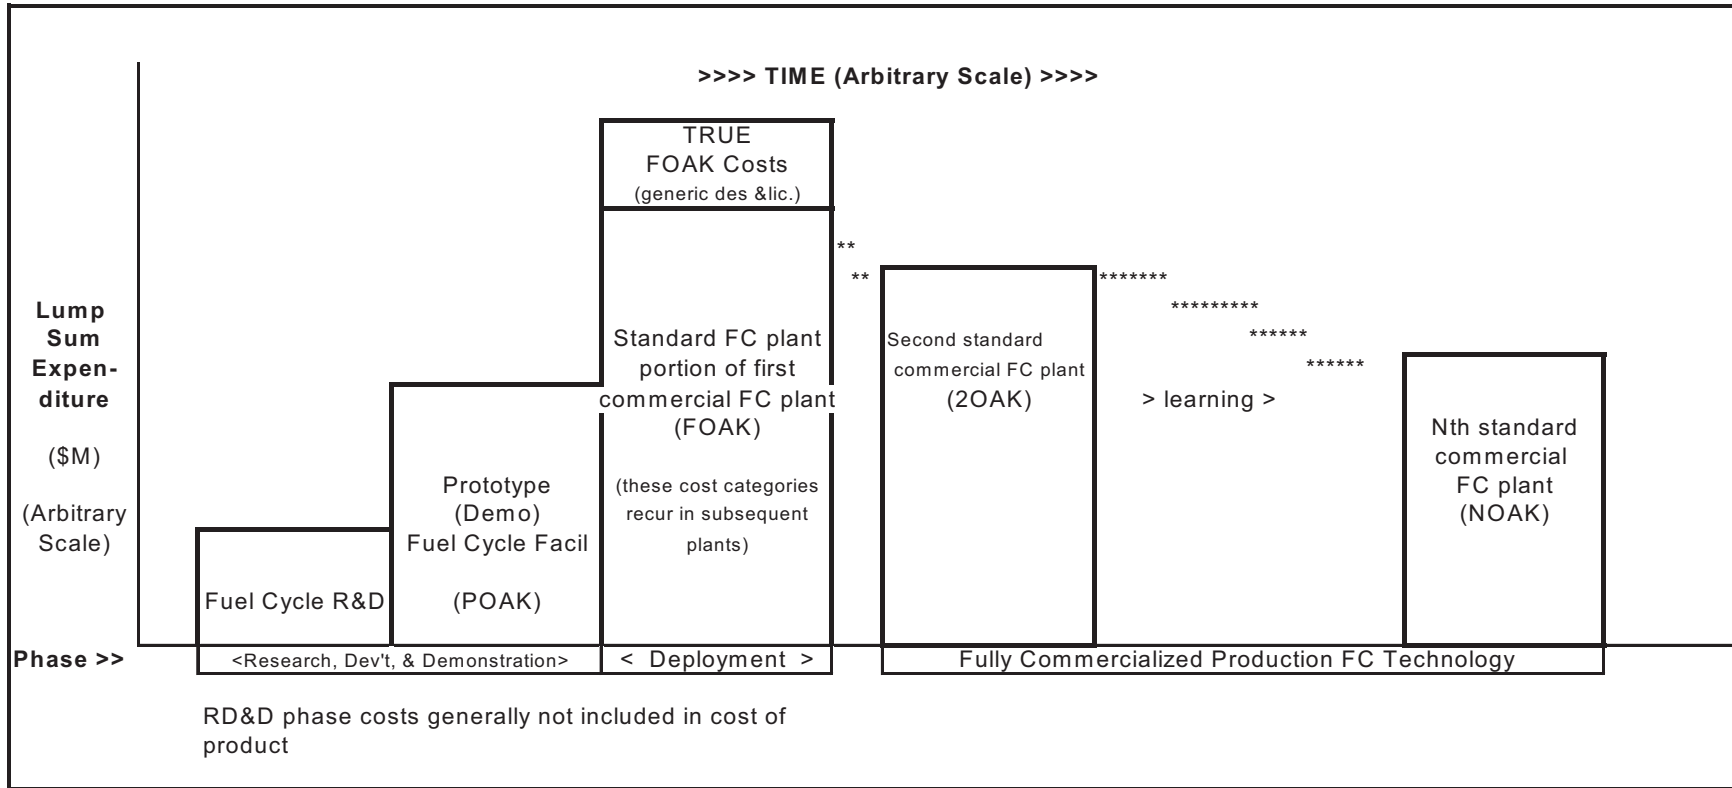 >>>> TIME (Arbitrary Scale) >>>>
Lump
Sum
Expen-
diture
($M)
(Arbitrary
Scale)
Fuel Cycle R&D
Prototype
(Demo)
Fuel Cycle Facil
(POAK)
TRUE
FOAK Costs
(generic des &lic.)
Standard FC plant
portion of first
commercial FC plant
(FOAK)
(these cost categories
recur in subsequent
plants)
**
**
Second standard
commercial FC plant
(2OAK)
*******
*********
******
******
> learning >
Nth standard
commercial
FC plant
(NOAK)
Phase >>
<Research, Dev't, & Demonstration>
< Deployment >
Fully Commercialized Production FC Technology
RD&D phase costs generally not included in cost of
product